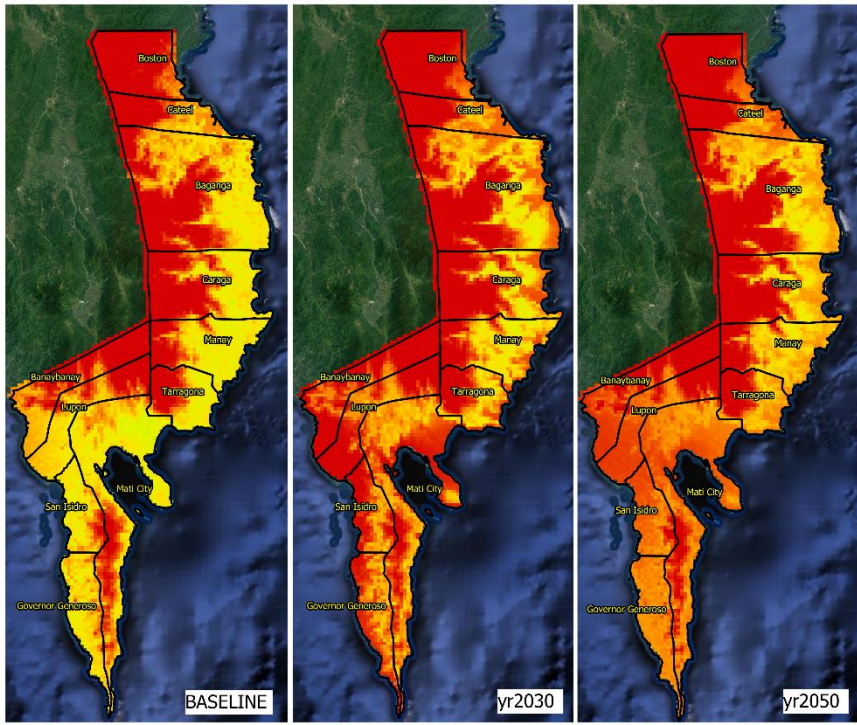 Boston
Cateel
Baganga
Caraga
Manay
Banaybanay
Tarragona
Lupon
Mati City
San Isidro
Governor Generoso
BASELINE
Boston
Cateel
Baganga
Caraga
Manay
Banaybanay
Tarragona
Lupon
Mati City
San Isidro
Governor Generoso
yr2030
Boston
Cateel
Baganga
Caraga
Manay
Banaybanay
Tarragona
Lupon
Mati City
San Isidro
Governor Generoso
yr2050